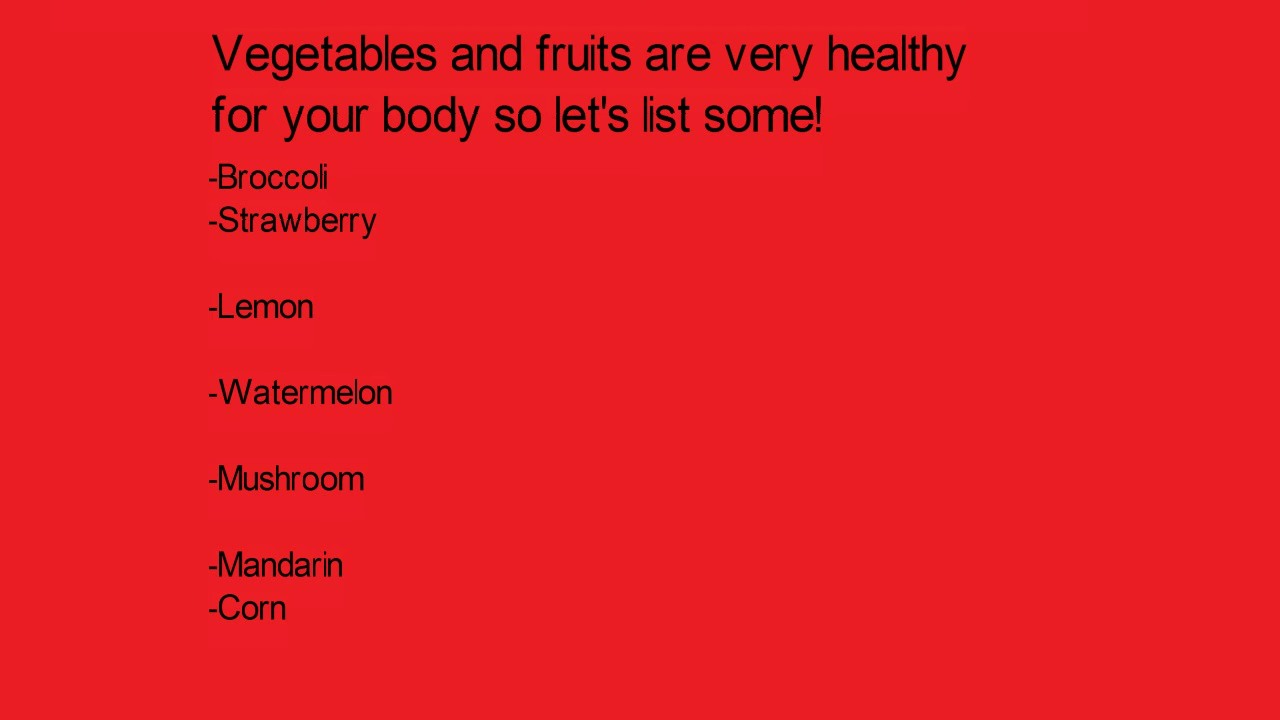 Vegetables and fruits are very healthy
for your body so let's list some!
-Broccoli
-Strawberry
-Lemon
-Watermelon
-Mushroom
-Mandarin
-Corn